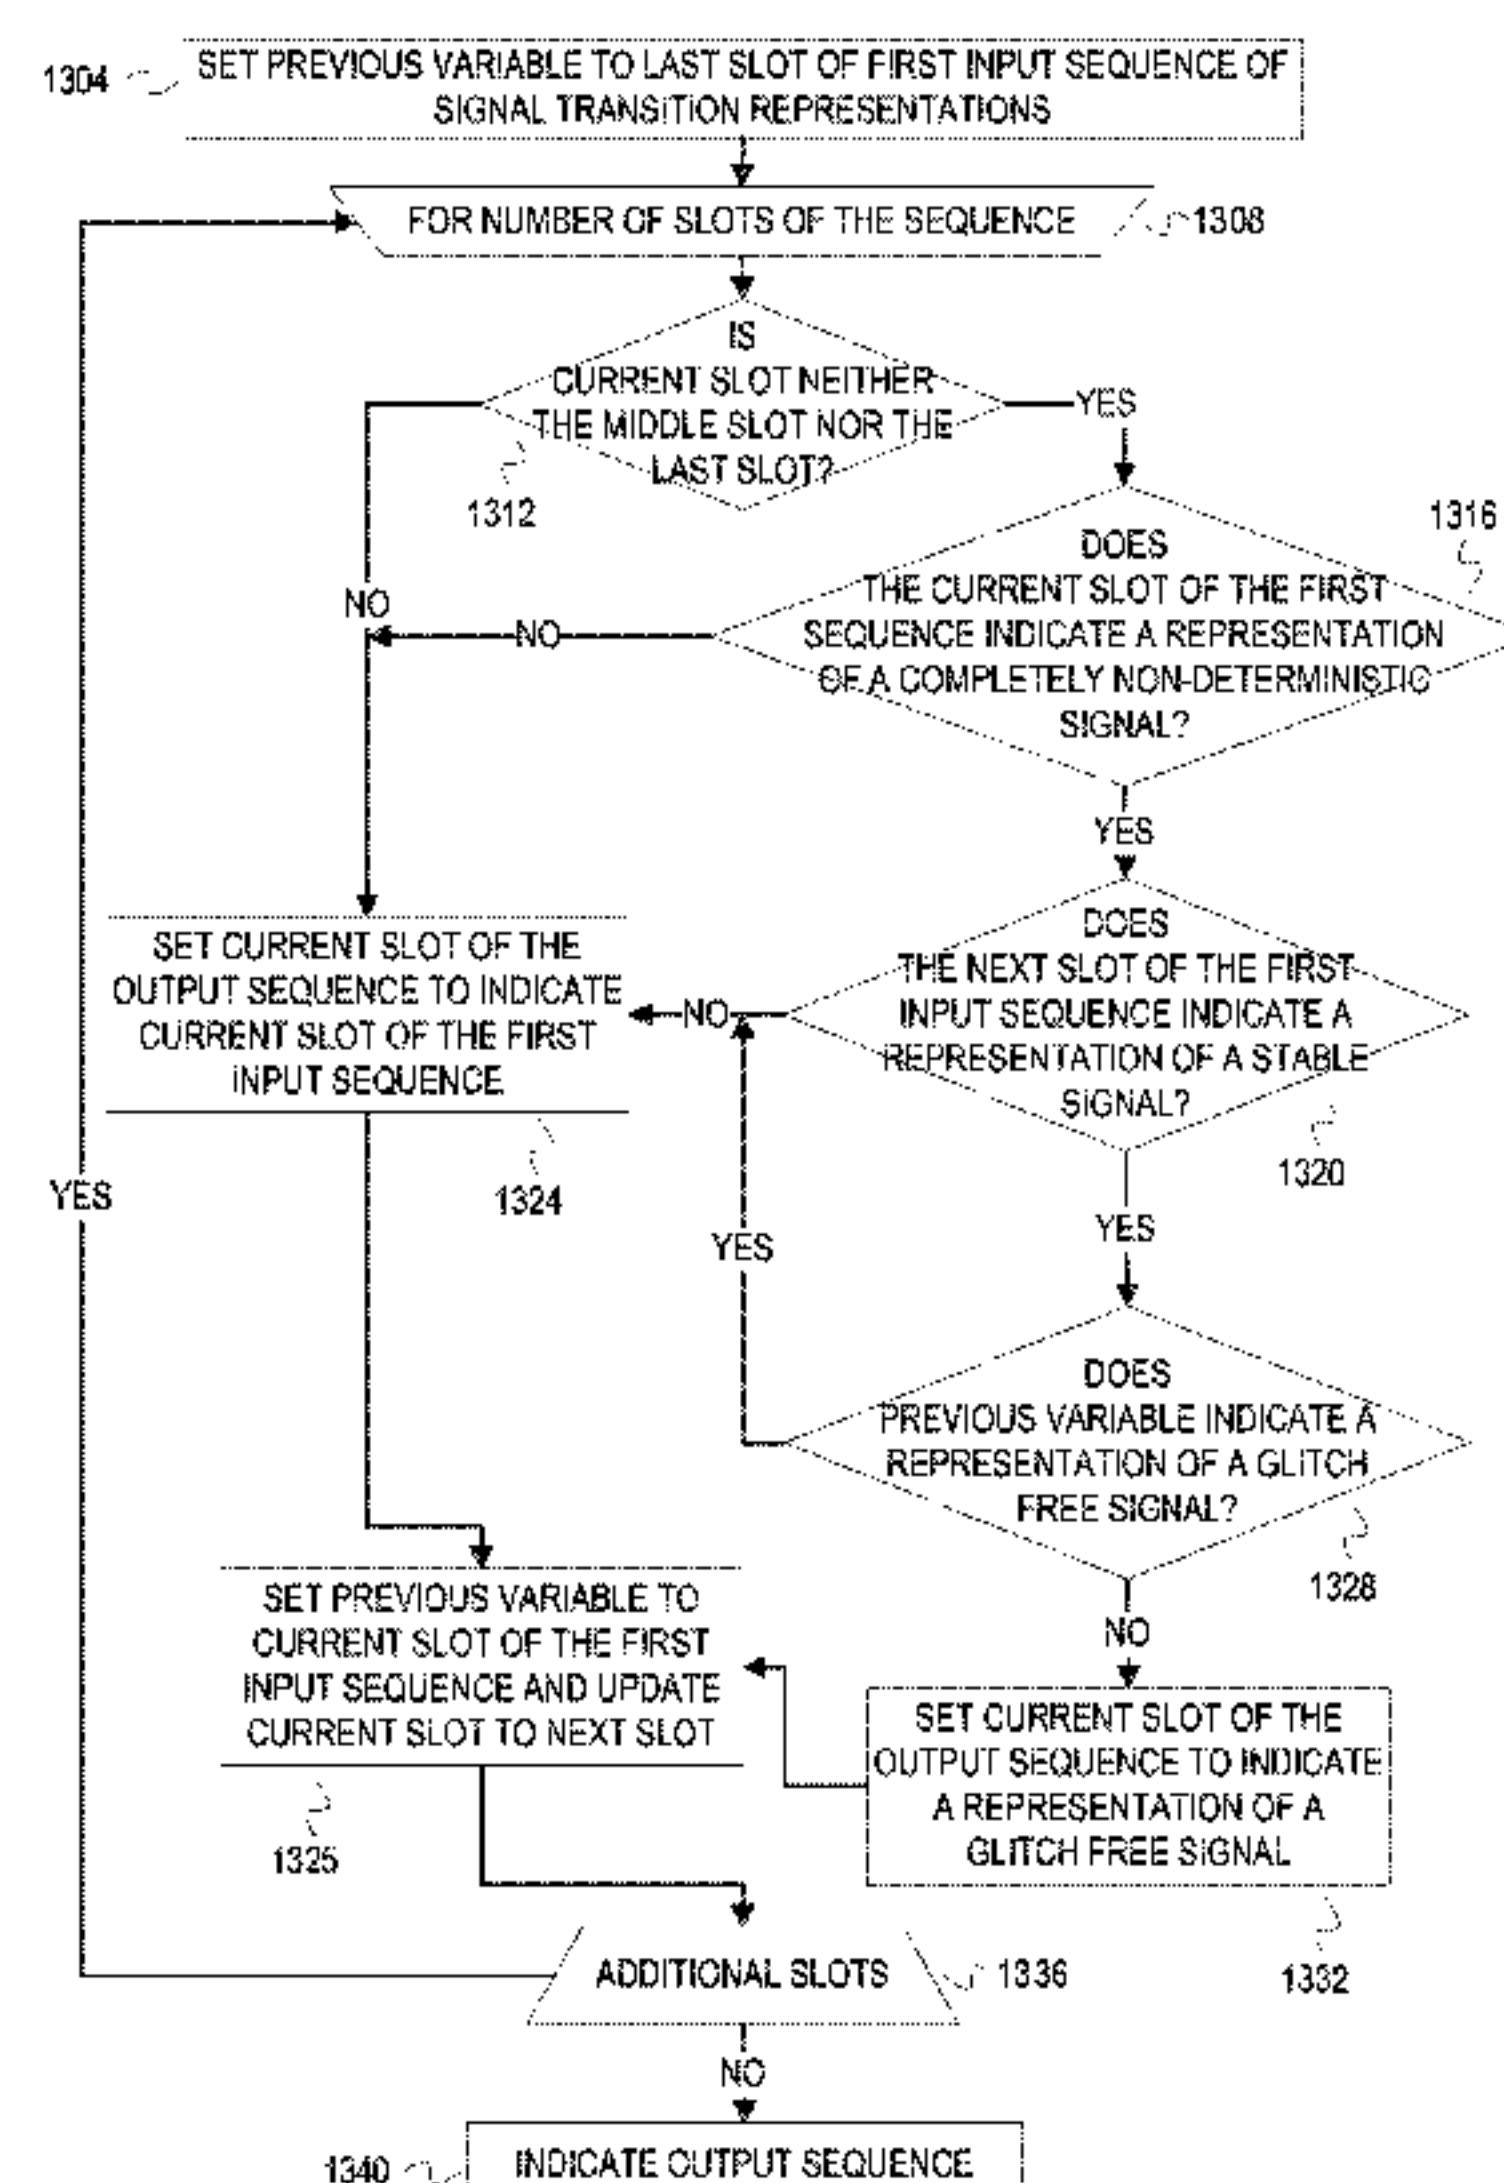 1304
SET PREVIOUS VARIABLE TO LAST SLOT OF FIRST INPUT SEQUENCE OF
SIGNAL TRANSITION REPRESENTATIONS
FOR NUMBER OF SLOTS OF THE SEQUENCE
1308
IS
CURRENT SLOT NEITHER
THE MIDDLE SLOT NOR THE
LAST SLOT?
YES
1312
1316
NO
DOES
THE CURRENT SLOT OF THE FIRST
SEQUENCE INDICATE A REPRESENTATION
OF A COMPLETELY NON-DETERMINISTIC
SIGNAL?
NO
YES
DOES
THE NEXT SLOT OF THE FIRST
INPUT SEQUENCE INDICATE A
REPRESENTATION OF A STABLE
SIGNAL?
NO
1320
SET CURRENT SLOT OF THE
OUTPUT SEQUENCE TO INDICATE
CURRENT SLOT OF THE FIRST
INPUT SEQUENCE
1324
YES
YES
YES
DOES
PREVIOUS VARIABLE INDICATE A
REPRESENTATION OF A GLITCH
FREE SIGNAL?
1328
NO
SET PREVIOUS VARIABLE TO
CURRENT SLOT OF THE FIRST
INPUT SEQUENCE AND UPDATE
CURRENT SLOT TO NEXT SLOT
1325
SET CURRENT SLOT OF THE
OUTPUT SEQUENCE TO INDICATE
A REPRESENTATION OF A
GLITCH FREE SIGNAL
1332
ADDITIONAL SLOTS
1336
NO
1340
INDICATE OUTPUT SEQUENCE